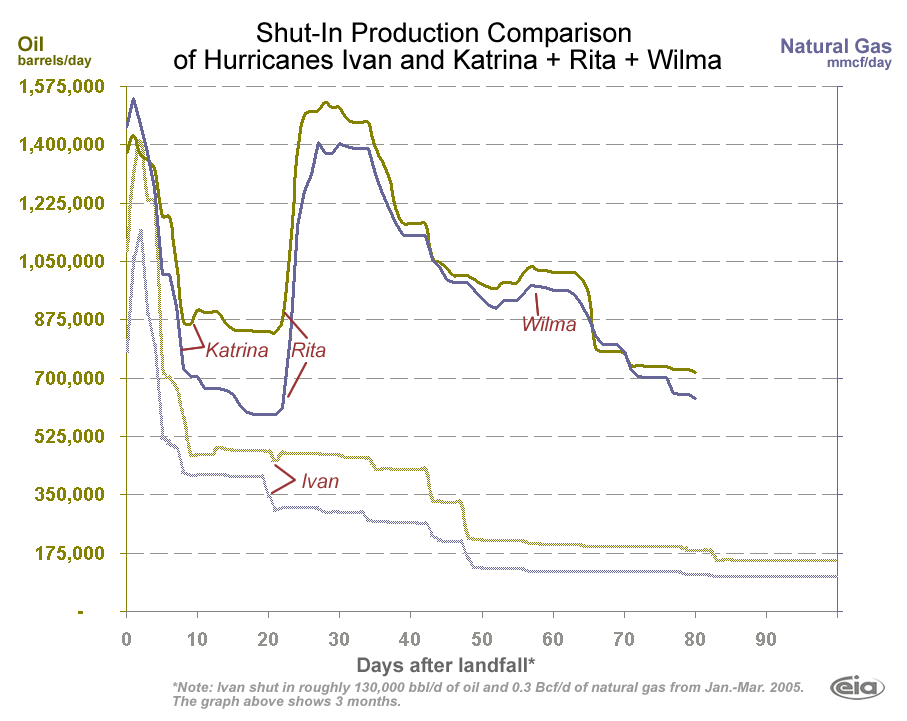 Shut-In Production Comparison
of Hurricanes Ivan and Katrina + Rita + Wilma
Oil
barrels/day
Natural Gas
mmcf/day
1,575,000
1,400,000
1,225,000
1,050,000
875,000
700,000
525,000
350,000
175,000
-
Katrina
Rita
Wilma
Ivan
0 10 20 30 40 50 60 70 80 90
Days after landfall*
*Note: Ivan shut in roughly 130,000 bbl/d of oil and 0.3 Bcf/d of natural gas from Jan.-Mar. 2005.
The graph above shows 3 months.
eia